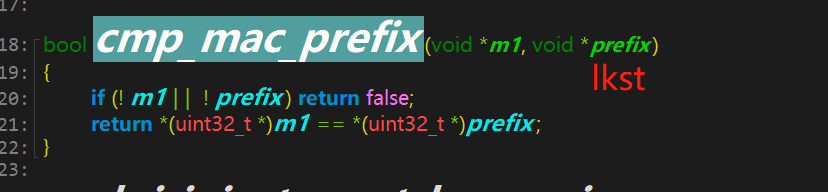 17:
18: bool cmp_mac_prefix(void *m1, void *prefix)
19: {
lkst
20: if (! m1 || ! prefix) return false;
21: return *(uint32_t *)m1 == *(uint32_t *)prefix;
22: }
23: